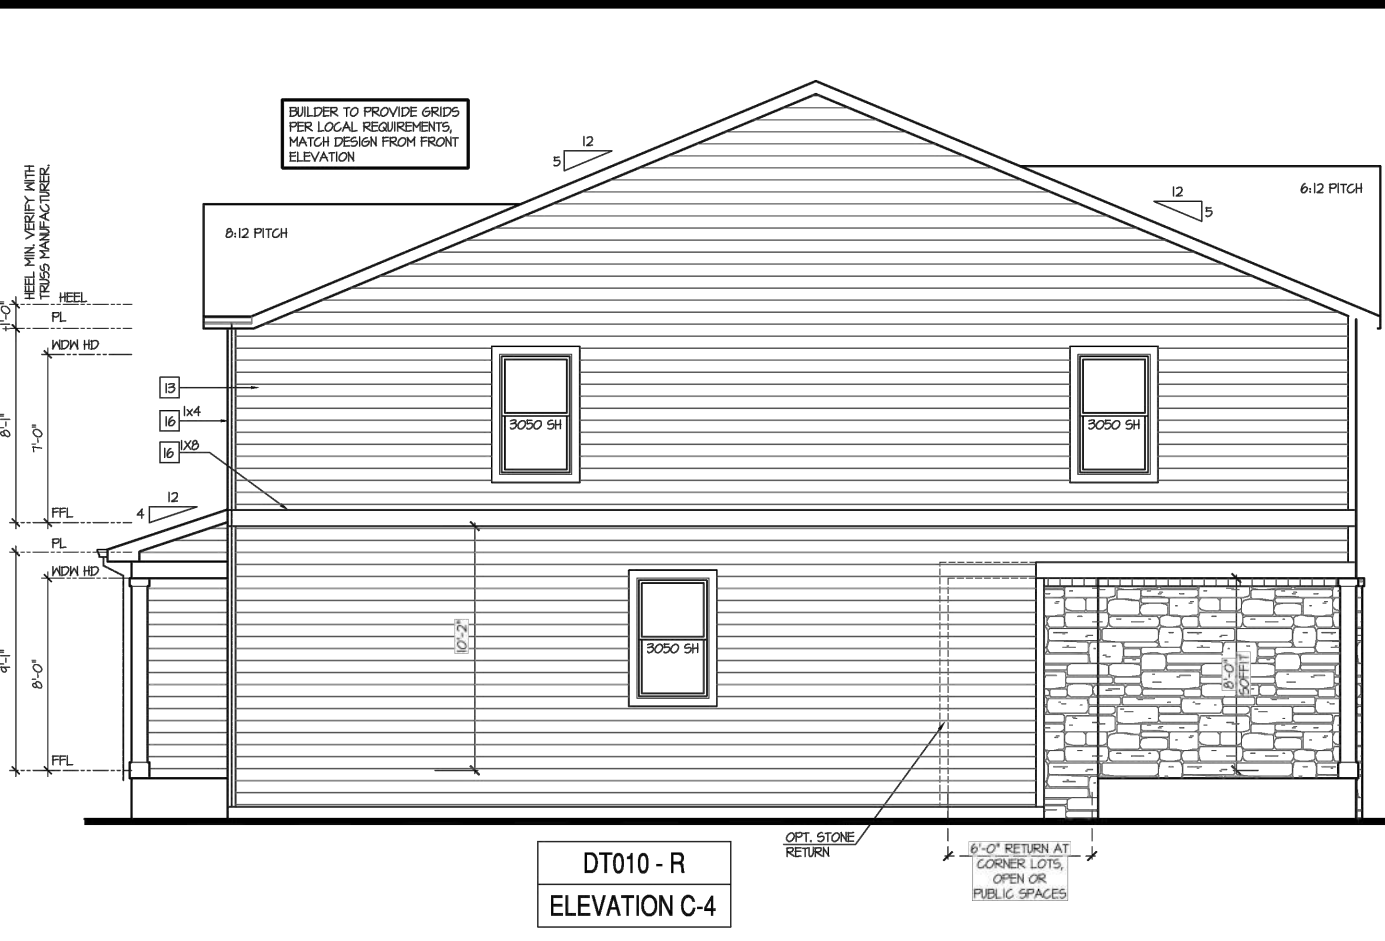 BUILDER TO PROVIDE GRIDS
PER LOCAL REQUIREMENTS,
MATCH DESIGN FROM FRONT
ELEVATION
12
5
12
5
6:12 PITCH
8:12 PITCH
HEEL MIN. VERIFY WITH
TRUSS MANUFACTURER.
HEEL
±1'-0"
PL
WDW HD
13
16
1x4
16
1X8
8'-1"
7'-0"
3050 SH
3050 SH
12
4
FFL
PL
WDW HD
9'-1"
8'-0"
10'-2"
3050 SH
8'-0"
SOFFIT
FFL
OPT. STONE
RETURN
6'-0" RETURN AT
CORNER LOTS,
OPEN OR
PUBLIC SPACES
DT010 - R
ELEVATION C-4